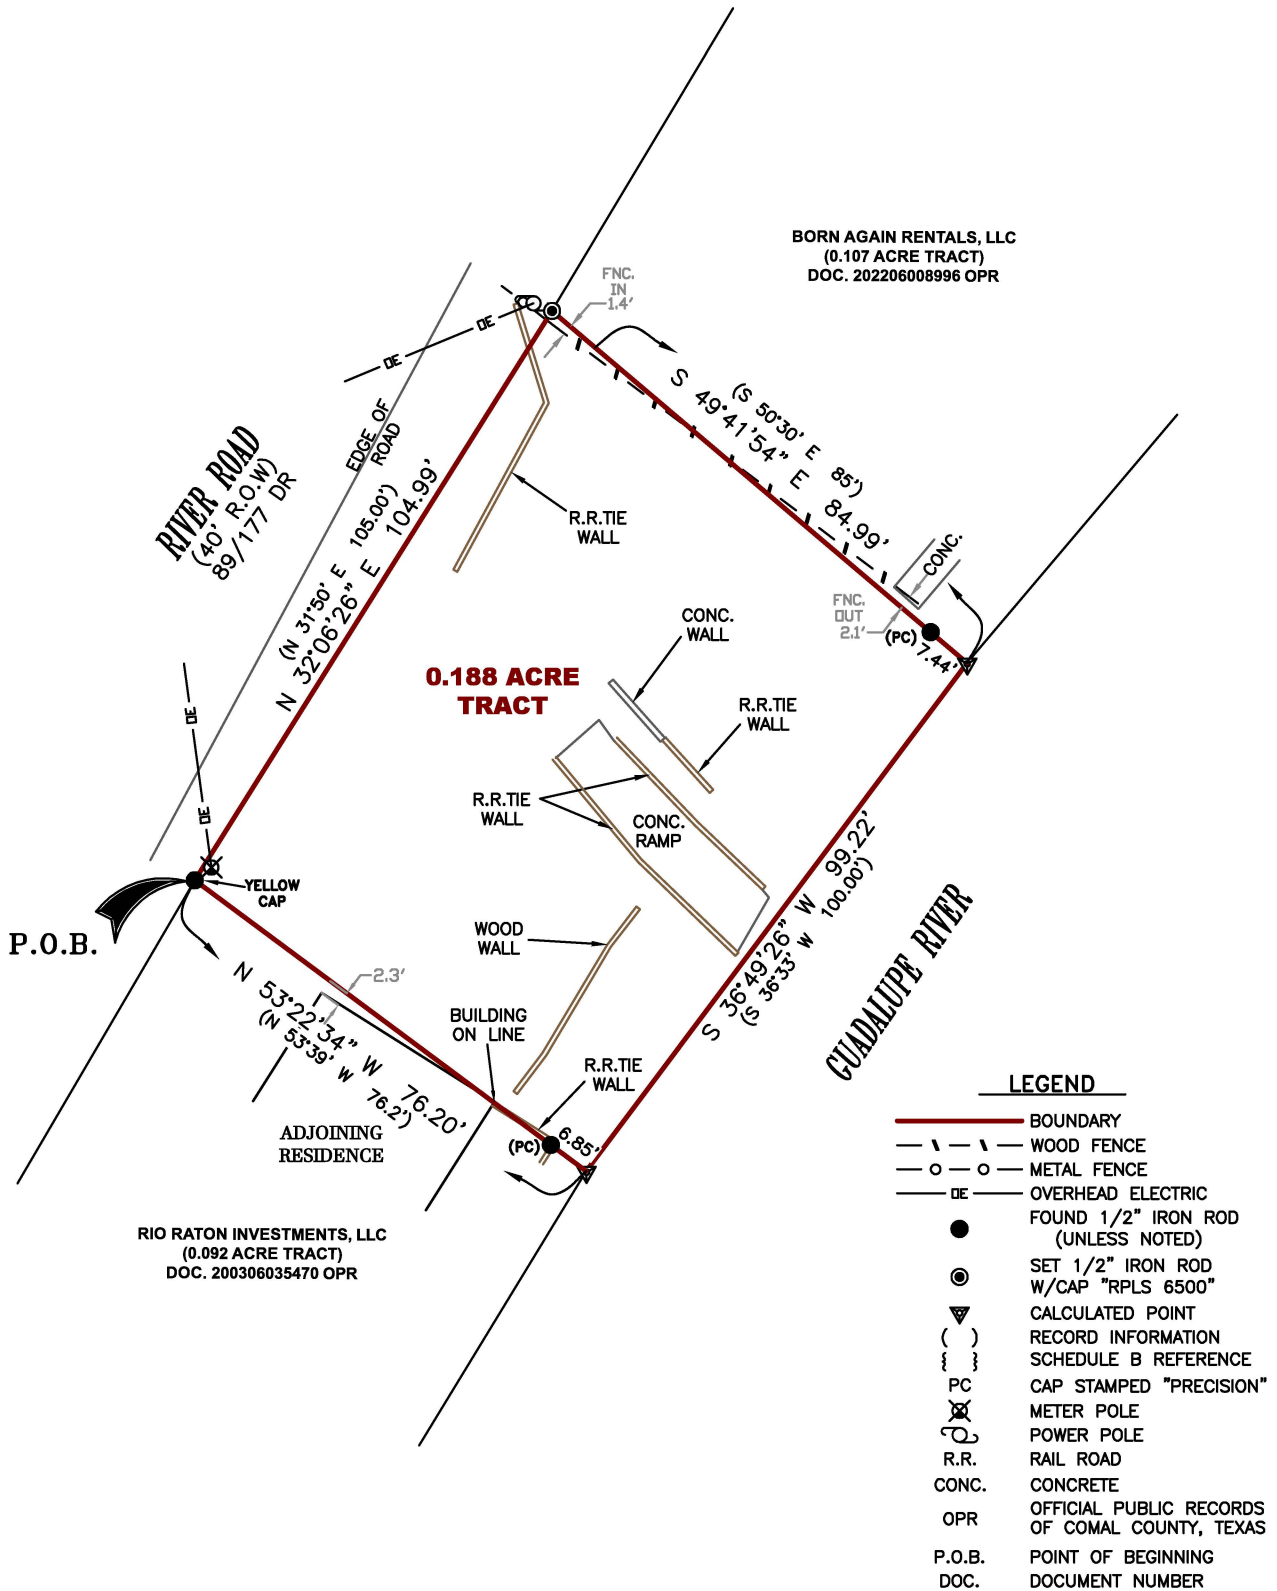 BORN AGAIN RENTALS, LLC
(0.107 ACRE TRACT)
DOC. 202206008996 OPR
FNC.
IN
1.4'
OE
OE
EDGE OF
ROAD
RIVER ROAD
(40' R.O.W)
89/177 DR
(N 31°50' E 105.00')
N 32°06'26" E 104.99'
(S 50°30' E 85')
S 49°41'54" E 84.99'
R.R.TIE
WALL
CONC.
FNC.
OUT
2.1'
(PC)
7.44'
CONC.
WALL
0.188 ACRE
TRACT
R.R.TIE
WALL
OE
OE
R.R.TIE
WALL
CONC.
RAMP
S 36°49'26" W 99.22'
(S 36°33' W 100.00')
GUADALUPE RIVER
YELLOW
CAP
P.O.B.
WOOD
WALL
2.3'
N 53°22'34" W 76.20'
(N 53°39' W 76.2')
BUILDING
ON LINE
R.R.TIE
WALL
(PC)
6.85'
ADJOINING
RESIDENCE
RIO RATON INVESTMENTS, LLC
(0.092 ACRE TRACT)
DOC. 200306035470 OPR
LEGEND
BOUNDARY
WOOD FENCE
METAL FENCE
OE OVERHEAD ELECTRIC
FOUND 1/2" IRON ROD
(UNLESS NOTED)
SET 1/2" IRON ROD
W/CAP "RPLS 6500"
CALCULATED POINT
( ) RECORD INFORMATION
{ } SCHEDULE B REFERENCE
PC CAP STAMPED "PRECISION"
METER POLE
POWER POLE
R.R. RAIL ROAD
CONC. CONCRETE
OPR OFFICIAL PUBLIC RECORDS
OF COMAL COUNTY, TEXAS
P.O.B. POINT OF BEGINNING
DOC. DOCUMENT NUMBER